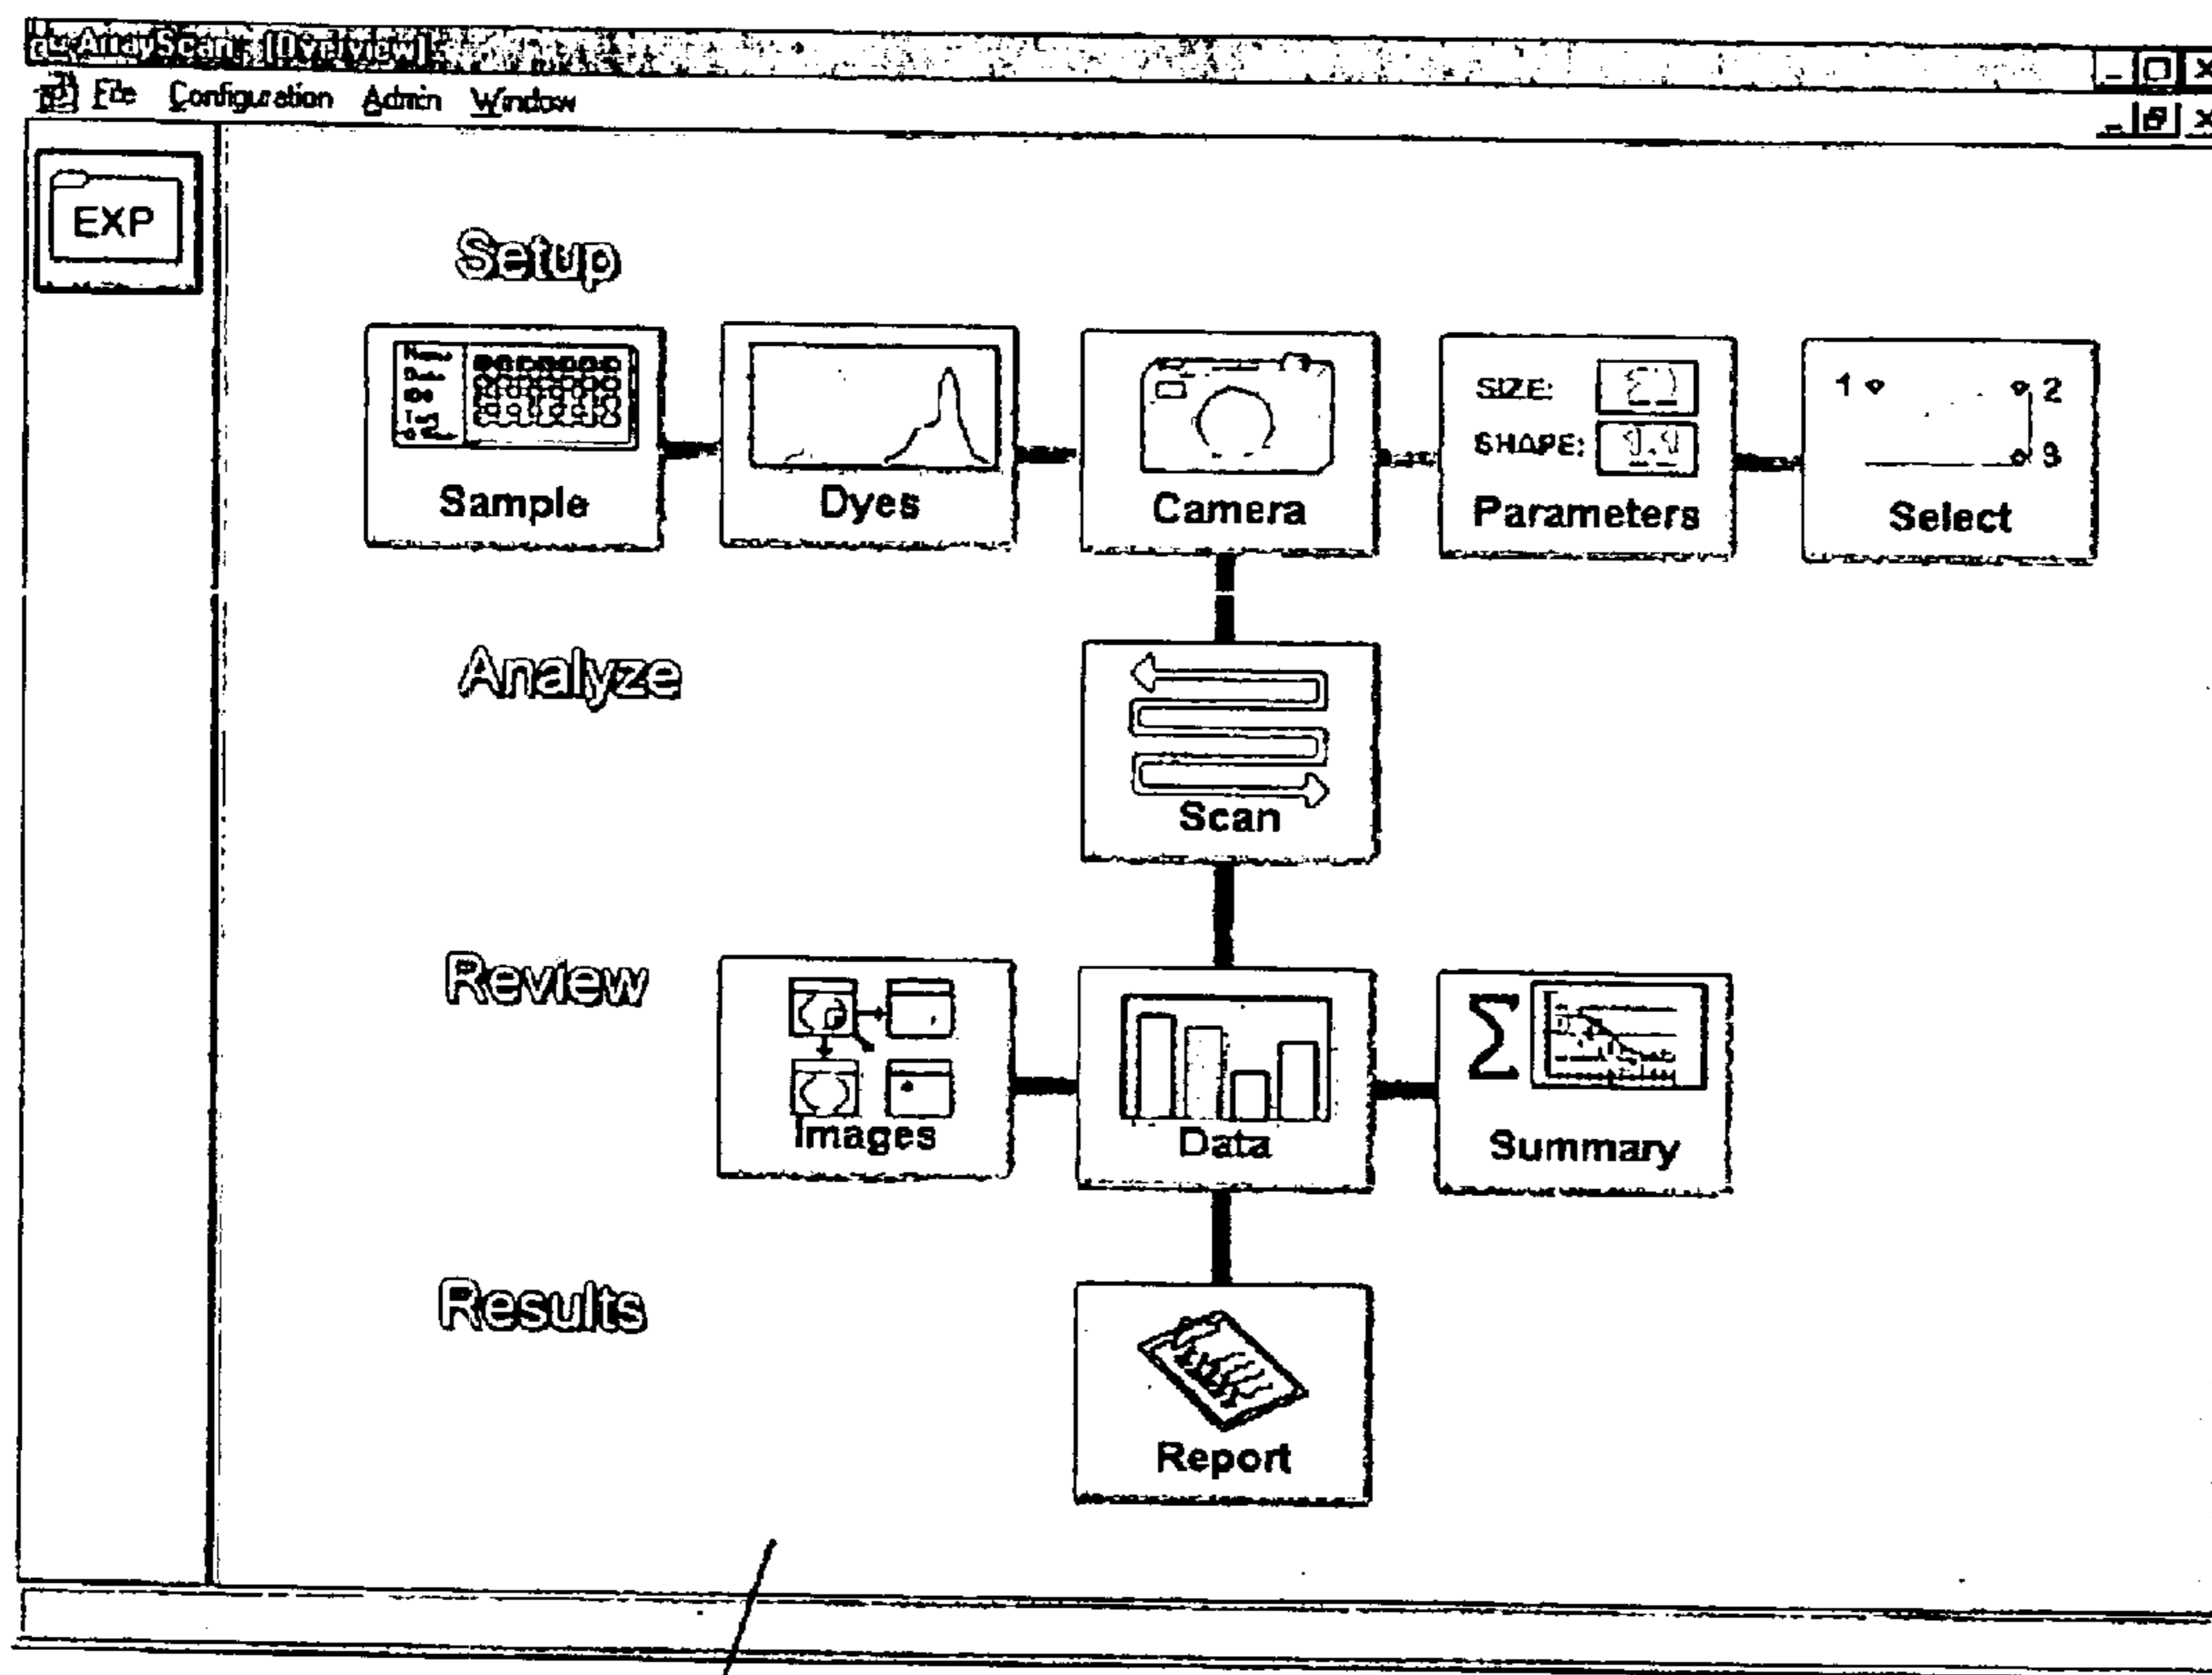 ArrayScan - [Overview]
File Configuration Admin Window
EXP
Setup
Sample
Dyes
Camera
SIZE:
SHAPE:
Parameters
1 2
3
Select
Analyze
Scan
Review
Images
Data
Σ
Summary
Results
Report